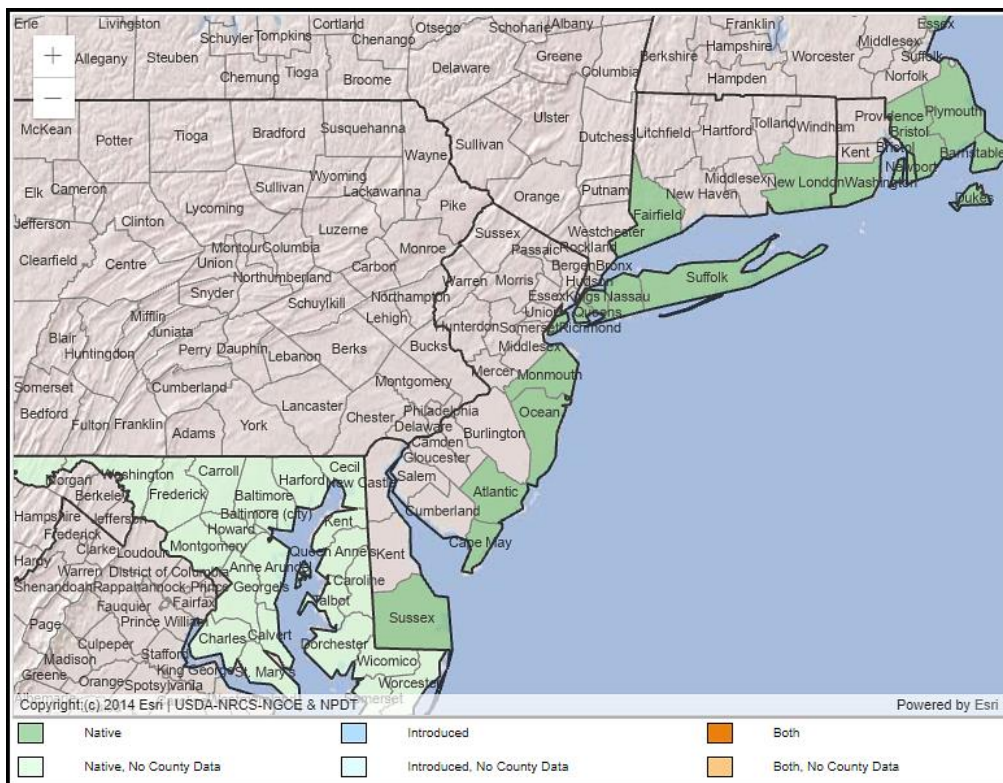 Erie
Livingston
Schuyler
Tompkins
Cortland
Chenango
Otsego
Schoharie
Albany
Berkshire
Franklin
Hampshire
Worcester
Middlesex
Essex
Allegany
Steuben
Chemung
Tioga
Broome
Delaware
Greene
Columbia
Hampden
Suffolk
Norfolk
McKean
Potter
Tioga
Bradford
Susquehanna
Wayne
Sullivan
Ulster
Dutchess
Litchfield
Hartford
Tolland
Windham
Providence
Bristol
Plymouth
Elk
Cameron
Sullivan
Wyoming
Lackawanna
Pike
Orange
Putnam
New Haven
Middlesex
New London
Kent
Washington
Bristol
Newport
Barnstable
Dukes
Jefferson
Clinton
Lycoming
Luzerne
Monroe
Sussex
Passaic
Westchester
Rockland
Fairfield
Clearfield
Centre
Union
Montour
Columbia
Carbon
Warren
Morris
Bergen
Bronx
Hudson
Suffolk
Snyder
Northumberland
Schuylkill
Northampton
Essex
Kings
Nassau
Union
Queens
Mifflin
Juniata
Lehigh
Hunterdon
Somerset
Richmond
Blair
Huntingdon
Perry
Dauphin
Lebanon
Berks
Bucks
Mercer
Middlesex
Monmouth
Somerset
Cumberland
Montgomery
Bedford
Fulton
Franklin
Adams
York
Lancaster
Chester
Philadelphia
Delaware
Camden
Burlington
Ocean
Gloucester
Morgan
Washington
Carroll
Harford
Cecil
New Castle
Salem
Atlantic
Berkeley
Frederick
Baltimore
Hampshire
Jefferson
Baltimore (city)
Kent
Cumberland
Frederick
Clarke
Loudoun
Montgomery
Howard
Queen Anne's
Kent
Cape May
Hardy
Warren
District of Columbia
Anne Arundel
Shenandoah
Rappahannock
Prince George's
Caroline
Fauquier
Fairfax
Talbot
Page
Prince William
Sussex
Culpeper
Charles
Calvert
Dorchester
Madison
Stafford
Greene
King George
St. Mary's
Wicomico
Orange
Spotsylvania
Worcester
Somerset
Copyright:(c) 2014 Esri | USDA-NRCS-NGCE & NPDT
Powered by Esri
Native
Introduced
Both
Native, No County Data
Introduced, No County Data
Both, No County Data